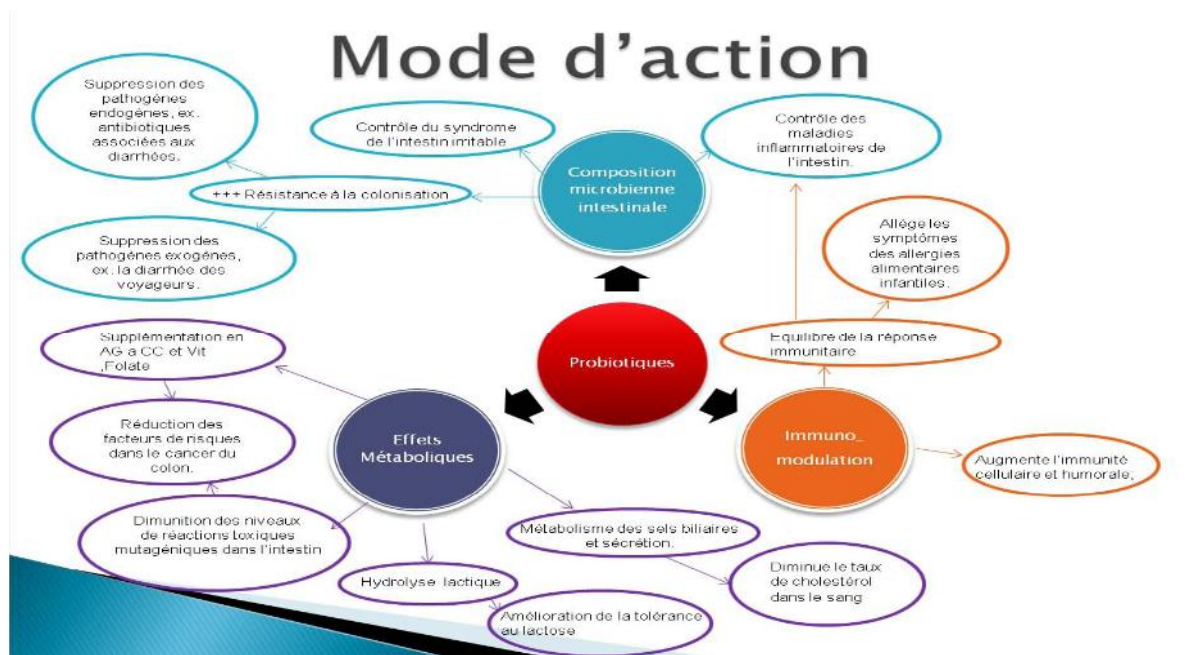 Mode d'action
Suppression des
pathogènes
endogènes, ex.
antibiotiques
associées aux
diarrhées.
Contrôle du syndrome
de l'intestin irritable
Composition
microbienne
intestinale
Contrôle des
maladies
inflammatoires de
l'intestin.
+++ Résistance à la colonisation
Suppression des
pathogènes exogènes,
ex. la diarrhée des
voyageurs.
Allège les
symptômes
des allergies
alimentaires
infantiles.
Equilibre de la réponse
immunitaire
Probiotiques
Supplémentation en
AG a CC et Vit
,Folate
Réduction des
facteurs de risques
dans le cancer du
colon.
Effets
Métaboliques
Immuno_
modulation
Augmente l'immunité
cellulaire et humorale;
Dimunition des niveaux
de réactions toxiques
mutagéniques dans l'intestin
Métabolisme des sels biliaires
et sécrétion.
Hydrolyse lactique
Diminue le taux
de cholestérol
dans le sang
Amélioration de la tolérance
au lactose